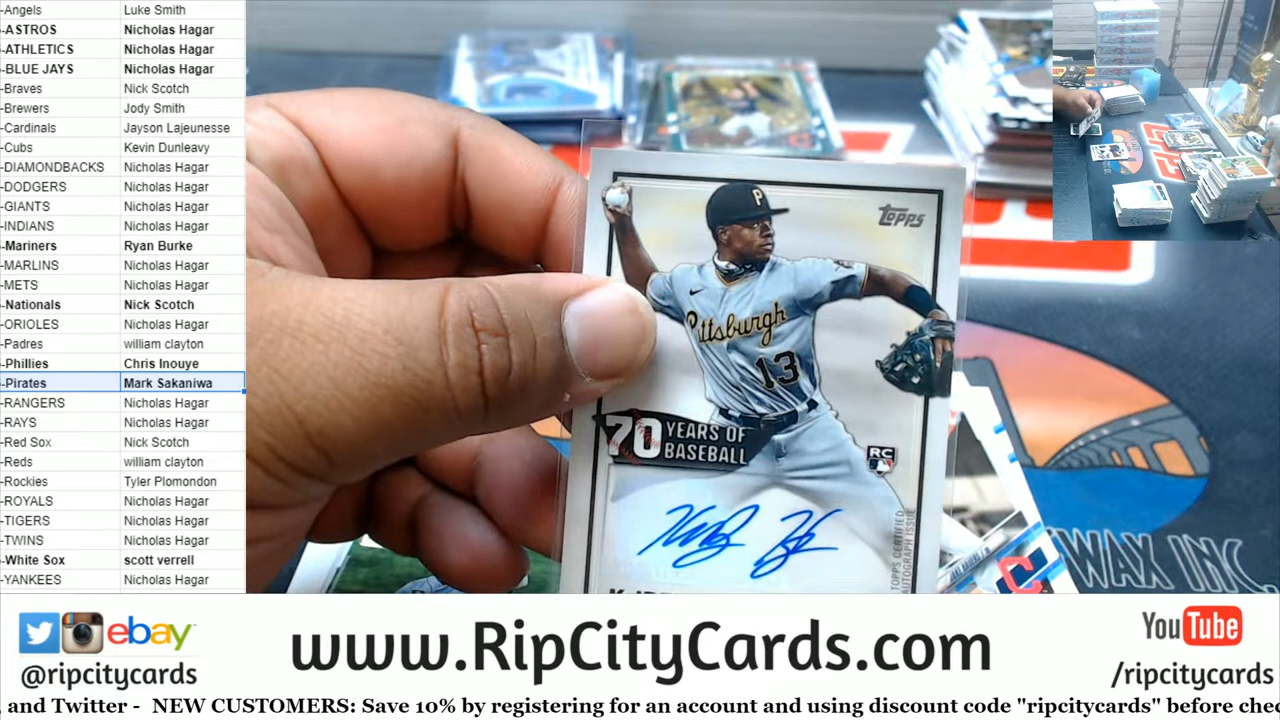 -Angels Luke Smith
-ASTROS Nicholas Hagar
-ATHLETICS Nicholas Hagar
-BLUE JAYS Nicholas Hagar
-Braves Nick Scotch
-Brewers Jody Smith
-Cardinals Jayson Lajeunesse
-Cubs Kevin Dunleavy
-DIAMONDBACKS Nicholas Hagar
-DODGERS Nicholas Hagar
-GIANTS Nicholas Hagar
-INDIANS Nicholas Hagar
-Mariners Ryan Burke
-MARLINS Nicholas Hagar
-METS Nicholas Hagar
-Nationals Nick Scotch
-ORIOLES Nicholas Hagar
-Padres william clayton
-Phillies Chris Inouye
-Pirates Mark Sakaniwa
-RANGERS Nicholas Hagar
-RAYS Nicholas Hagar
-Red Sox Nick Scotch
-Reds william clayton
-Rockies Tyler Plomondon
-ROYALS Nicholas Hagar
-TIGERS Nicholas Hagar
-TWINS Nicholas Hagar
-White Sox scott verrell
-YANKEES Nicholas Hagar
P
TOPPS
Pittsburgh
13
70 YEARS OF
BASEBALL
RC
TOPPS CERTIFIED
AUTOGRAPH ISSUE
C
WAX INC.
ebay
@ripcitycards
www.RipCityCards.com
YouTube
/ripcitycards
and Twitter - NEW CUSTOMERS: Save 10% by registering for an account and using discount code "ripcitycards" before